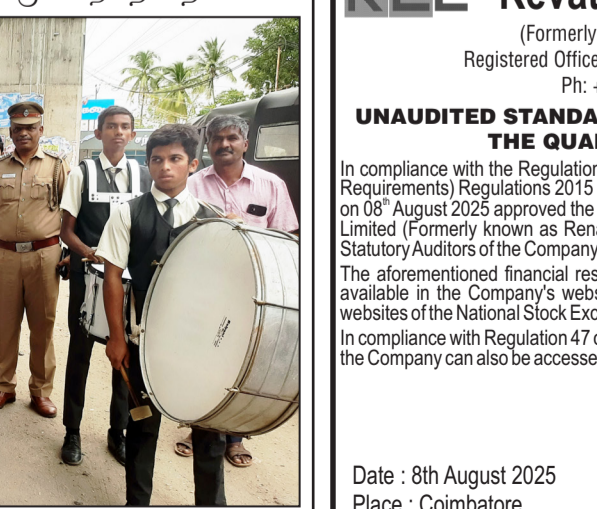 (Formerly
Registered Office
Ph: +
UNAUDITED STANDA
THE QUA
In compliance with the Regulation
Requirements) Regulations 2015
on 08th August 2025 approved the
Limited (Formerly known as Rena
Statutory Auditors of the Company
The aforementioned financial res
available in the Company's webs
websites of the National Stock Exc
In compliance with Regulation 47 o
the Company can also be accesse
Date : 8th August 2025
Place : Coimbatore